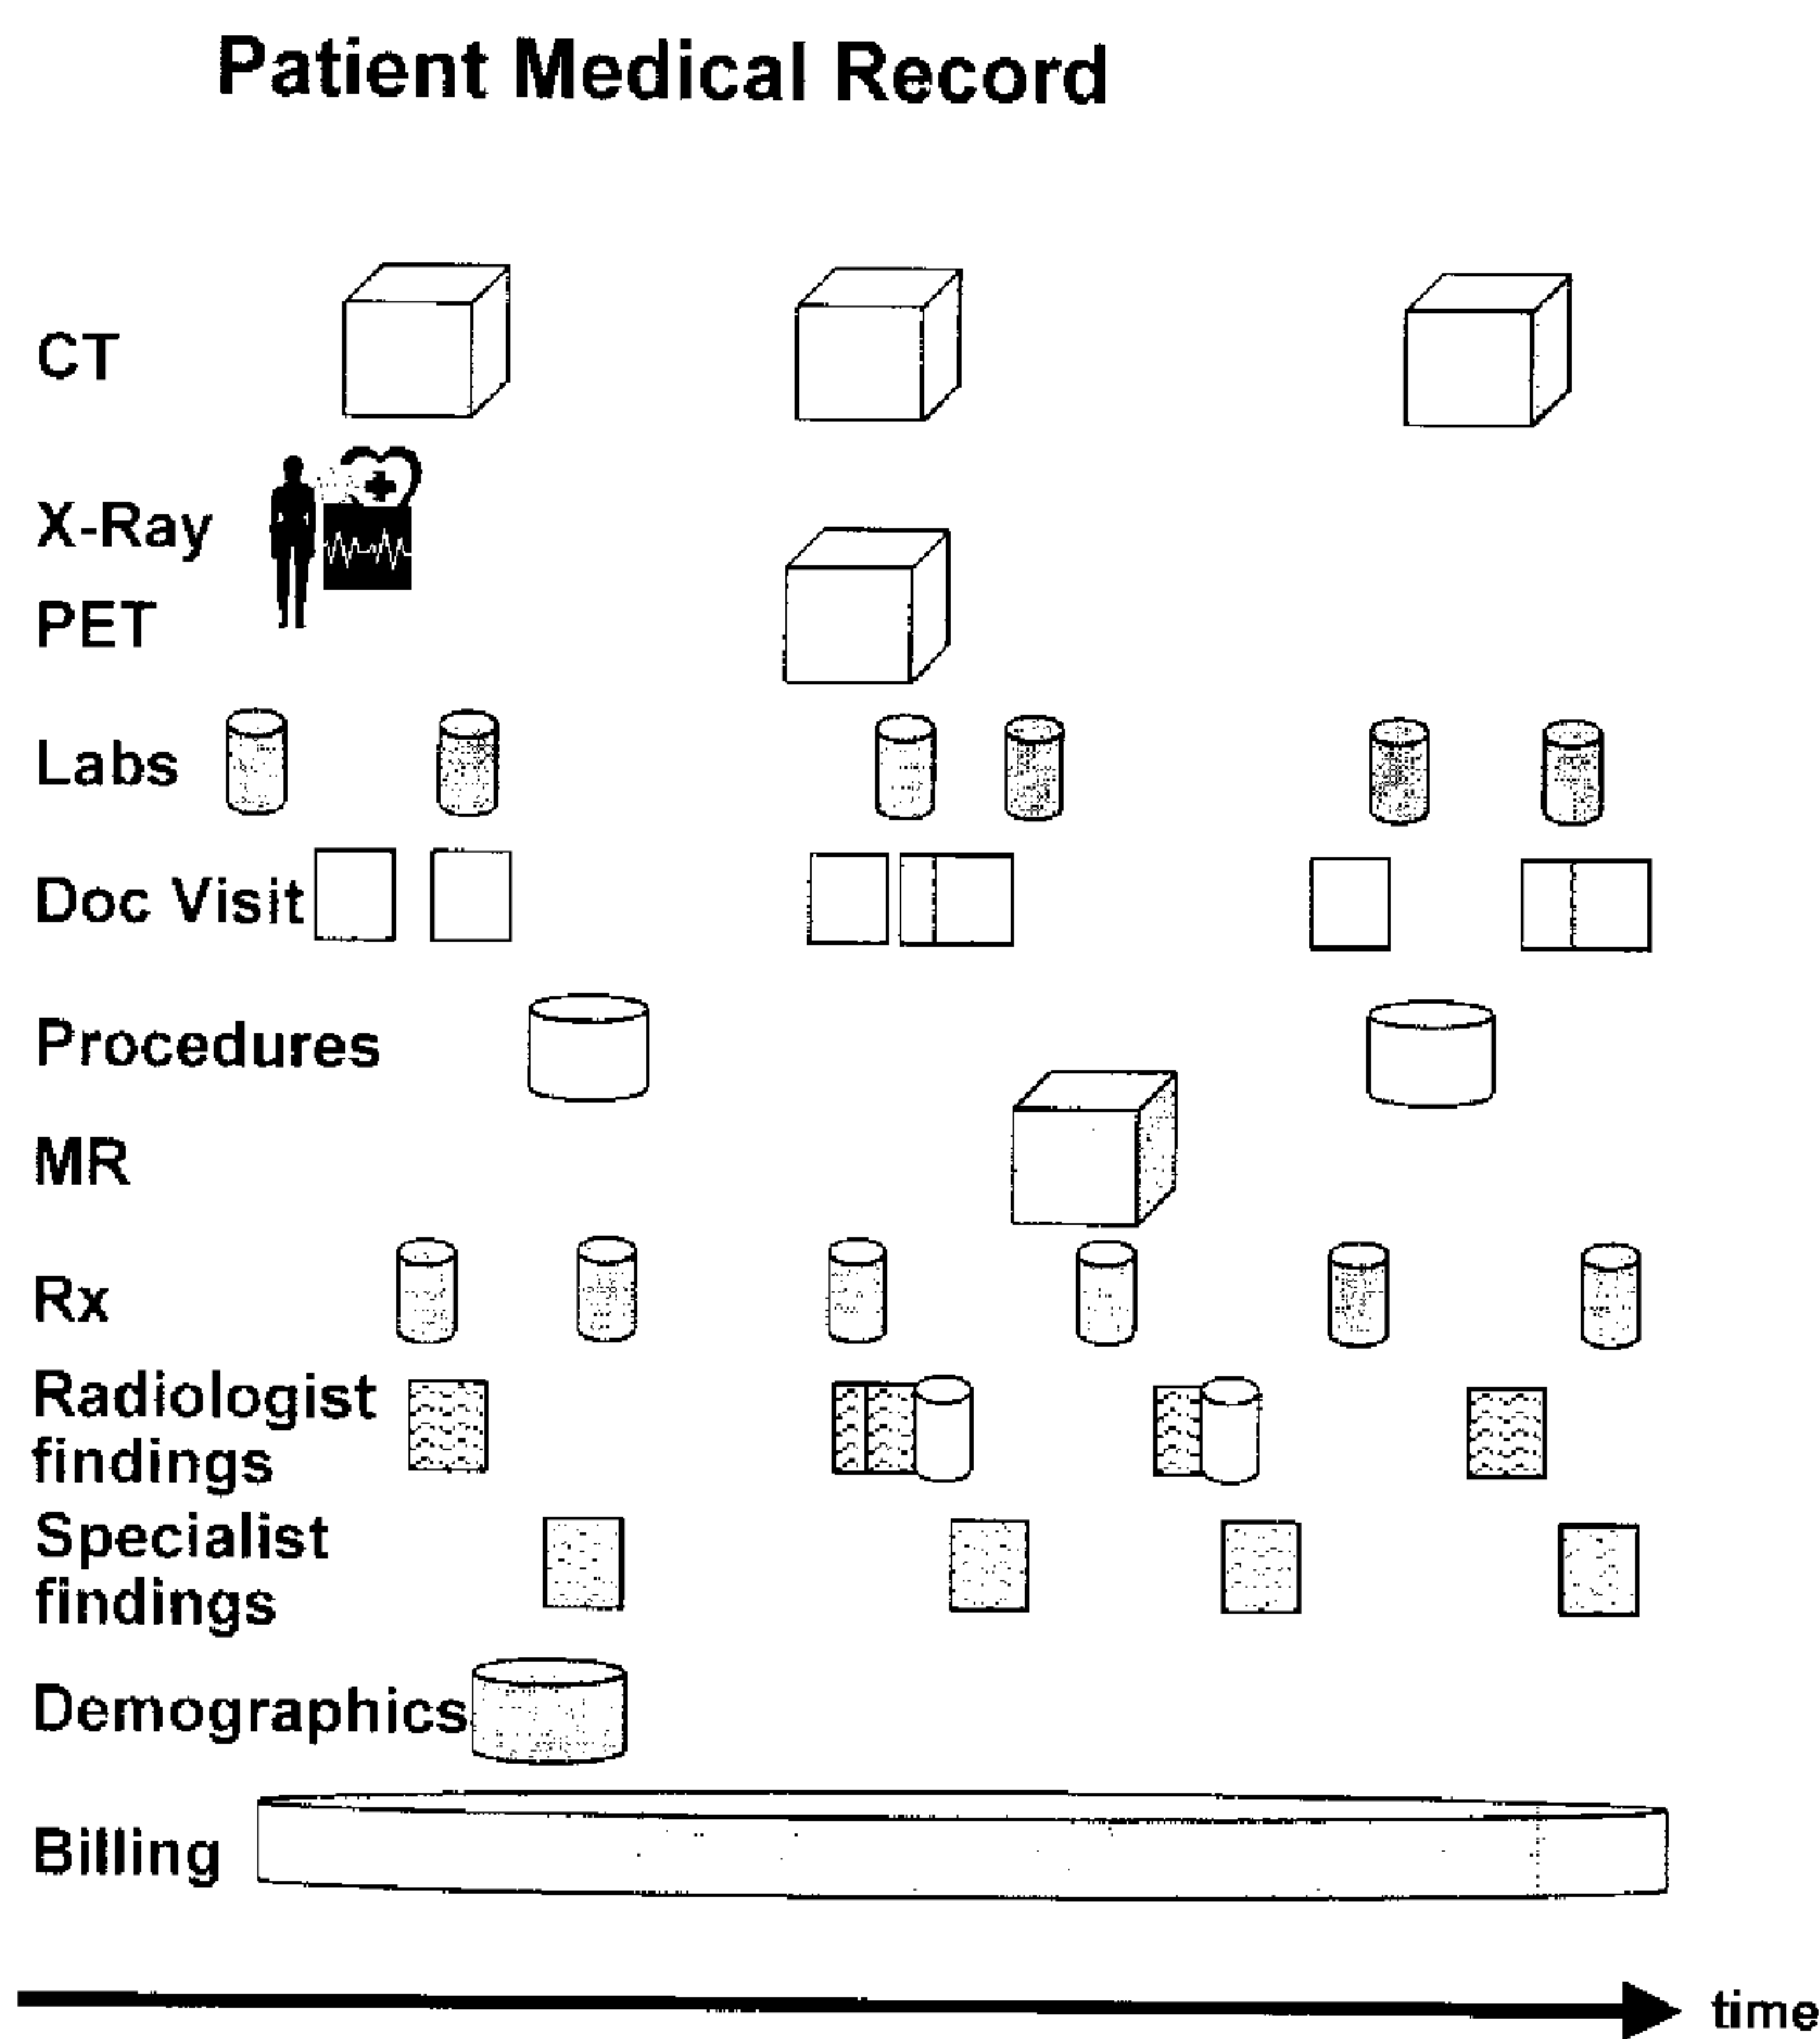 Patient Medical Record
CT
X-Ray
PET
Labs
Doc Visit
Procedures
MR
Rx
Radiologist
findings
Specialist
findings
Demographics
Billing
time